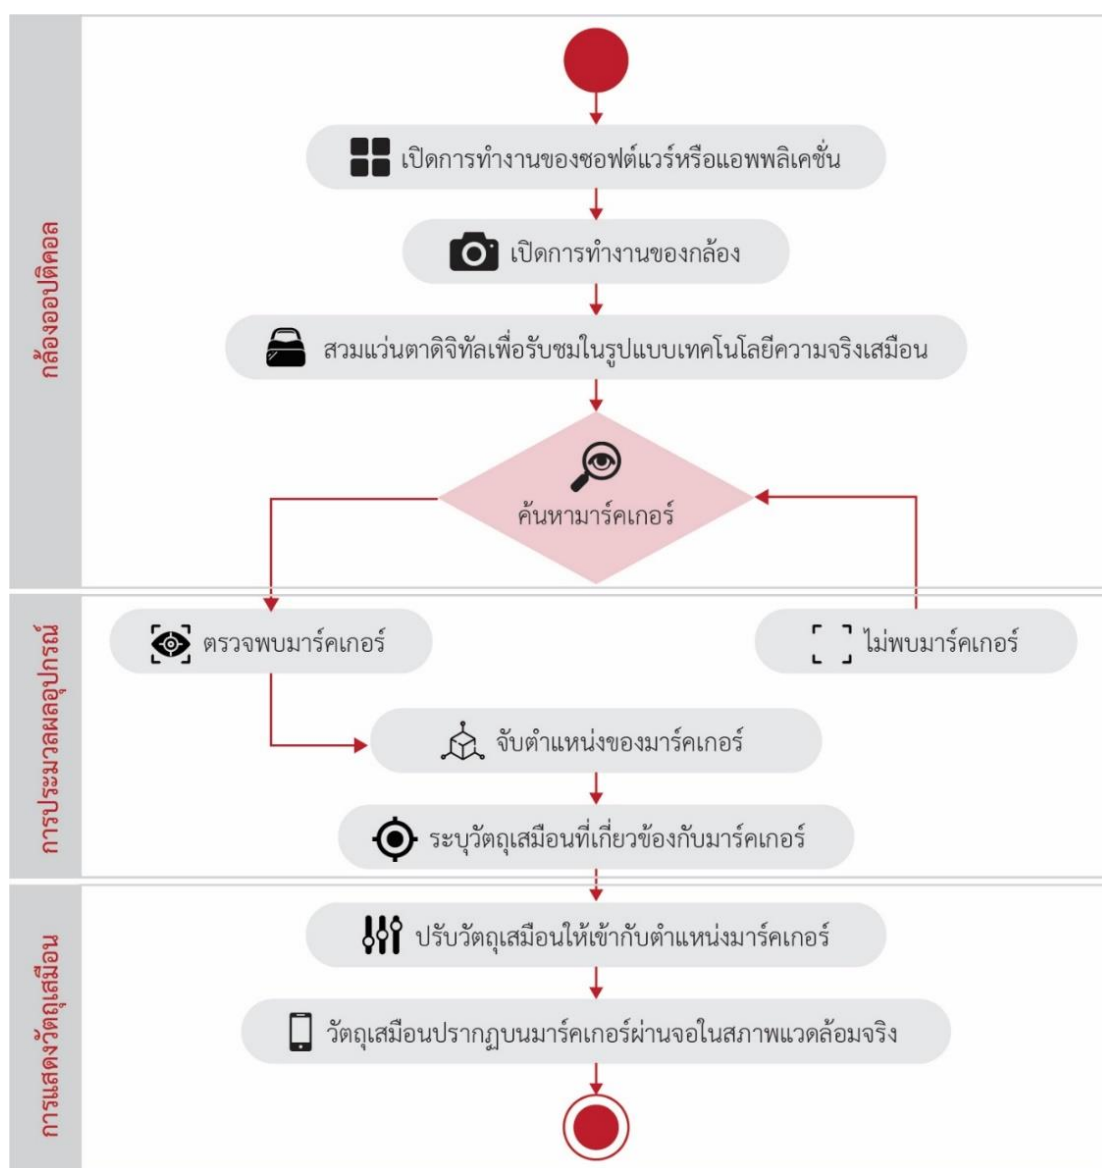 กล้องออปติคอล
เปิดการทำงานของซอฟต์แวร์หรือแอพพลิเคชั่น
เปิดการทำงานของกล้อง
สวมแว่นตาดิจิทัลเพื่อรับชมในรูปแบบเทคโนโลยีความจริงเสมือน
ค้นหามาร์คเกอร์
การประมวลผลอุปกรณ์
ตรวจพบมาร์คเกอร์
ไม่พบมาร์คเกอร์
จับตำแหน่งของมาร์คเกอร์
ระบุวัตถุเสมือนที่เกี่ยวข้องกับมาร์คเกอร์
การแสดงวัตถุเสมือน
ปรับวัตถุเสมือนให้เข้ากับตำแหน่งมาร์คเกอร์
วัตถุเสมือนปรากฏบนมาร์คเกอร์ผ่านจอในสภาพแวดล้อมจริง